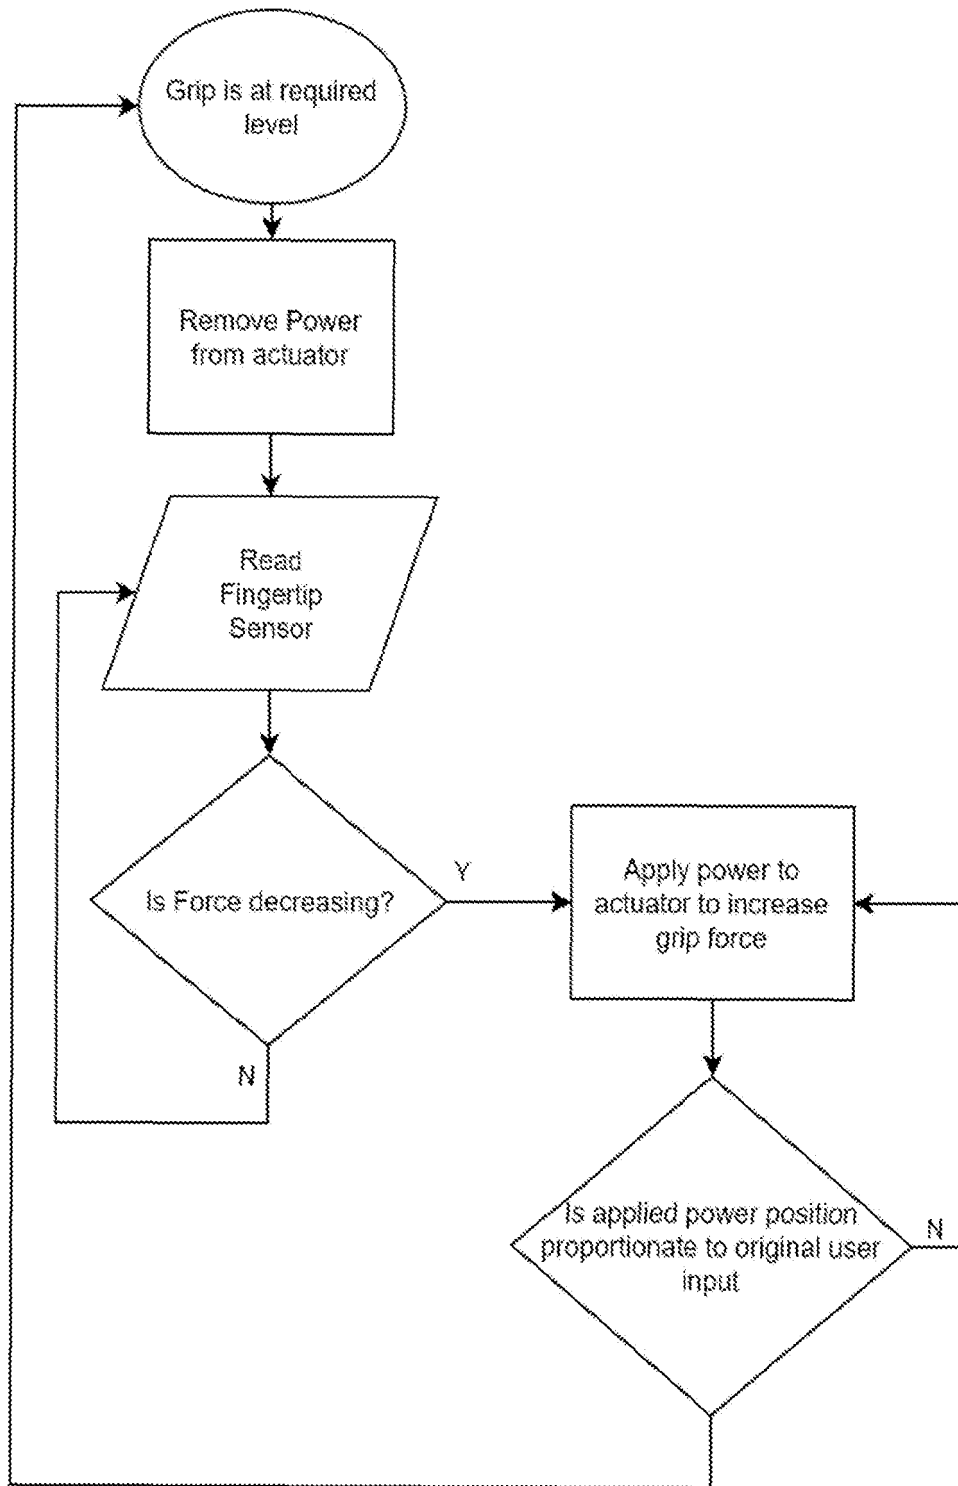 Grip is at required
level
Remove Power
from actuator
Read
Fingertip
Sensor
Is Force decreasing?
Y
N
Apply power to
actuator to increase
grip force
Is applied power position
proportionate to original user
input
N